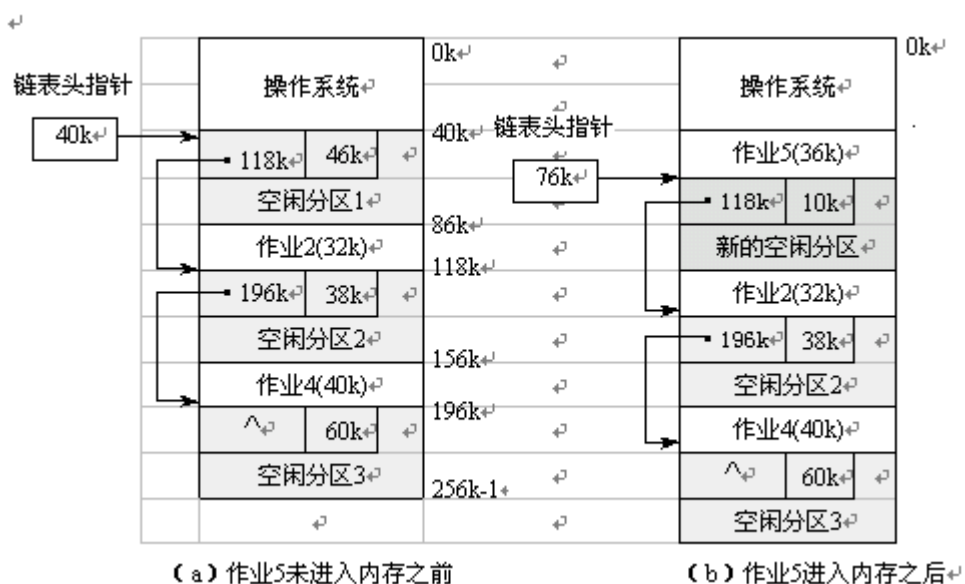 链表头指针
40k
操作系统
118k 46k
空闲分区1
作业2(32k)
196k 38k
空闲分区2
作业4(40k)
^ 60k
空闲分区3
0k
40k
86k
118k
156k
196k
256k-1
(a)作业5未进入内存之前
链表头指针
76k
操作系统
作业5(36k)
118k 10k
新的空闲分区
作业2(32k)
196k 38k
空闲分区2
作业4(40k)
^ 60k
空闲分区3
0k
(b)作业5进入内存之后